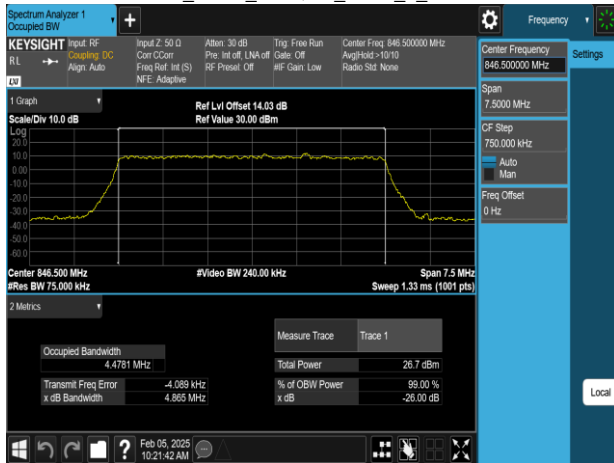 Spectrum Analyzer 1
Occupied BW
Frequency
KEYSIGHT
Input: RF
Coupling: DC
Align: Auto
RL
LXI
Input Z: 50 Ω
Corr CCorr
Freq Ref: Int (S)
NFE: Adaptive
Atten: 30 dB
Pre: Int off, LNA off
RF Preset: Off
Trig: Free Run
Gate: Off
#IF Gain: Low
Center Freq: 846.500000 MHz
Avg|Hold:>10/10
Radio Std: None
Center Frequency
846.500000 MHz
Settings
Span
7.5000 MHz
CF Step
750.000 kHz
Auto
Man
Freq Offset
0 Hz
1 Graph
Scale/Div 10.0 dB
Ref Lvl Offset 14.03 dB
Ref Value 30.00 dBm
Log
20.0
10.0
0.00
-10.0
-20.0
-30.0
-40.0
-50.0
-60.0
Center 846.500 MHz
#Video BW 240.00 kHz
Span 7.5 MHz
#Res BW 75.000 kHz
Sweep 1.33 ms (1001 pts)
2 Metrics
Measure Trace Trace 1
Occupied Bandwidth
4.4781 MHz
Total Power 26.7 dBm
Transmit Freq Error -4.089 kHz
% of OBW Power 99.00 %
x dB Bandwidth 4.865 MHz
x dB -26.00 dB
Local
Feb 05, 2025
10:21:42 AM